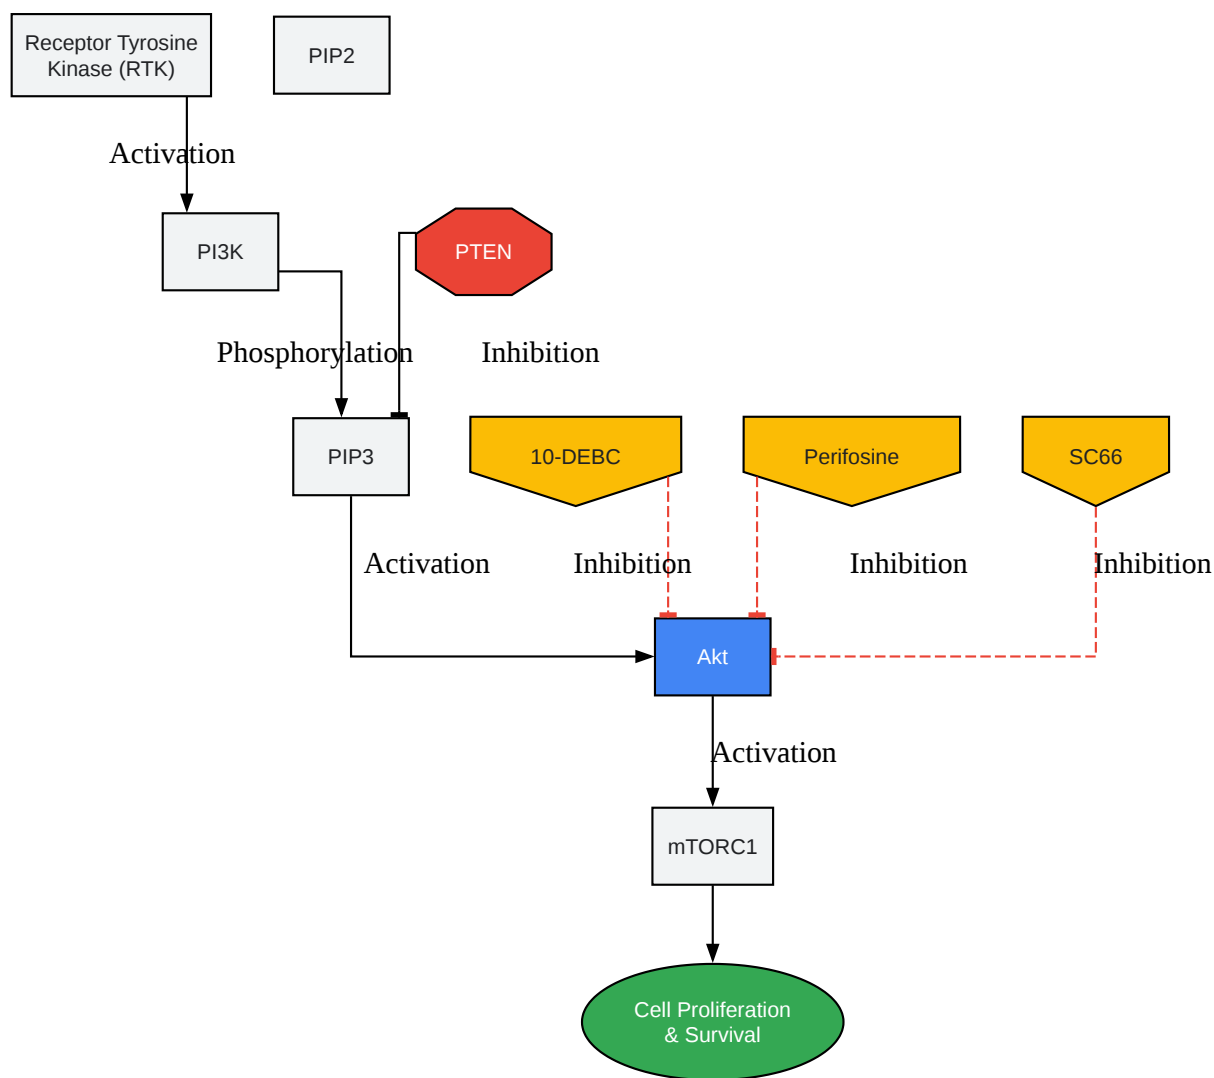 Receptor Tyrosine
Kinase (RTK)
PIP2
Activation
PI3K
PTEN
Phosphorylation
Inhibition
PIP3
10-DEBC
Perifosine
SC66
Activation
Inhibition
Inhibition
Inhibition
Akt
Activation
mTORC1
Cell Proliferation
& Survival